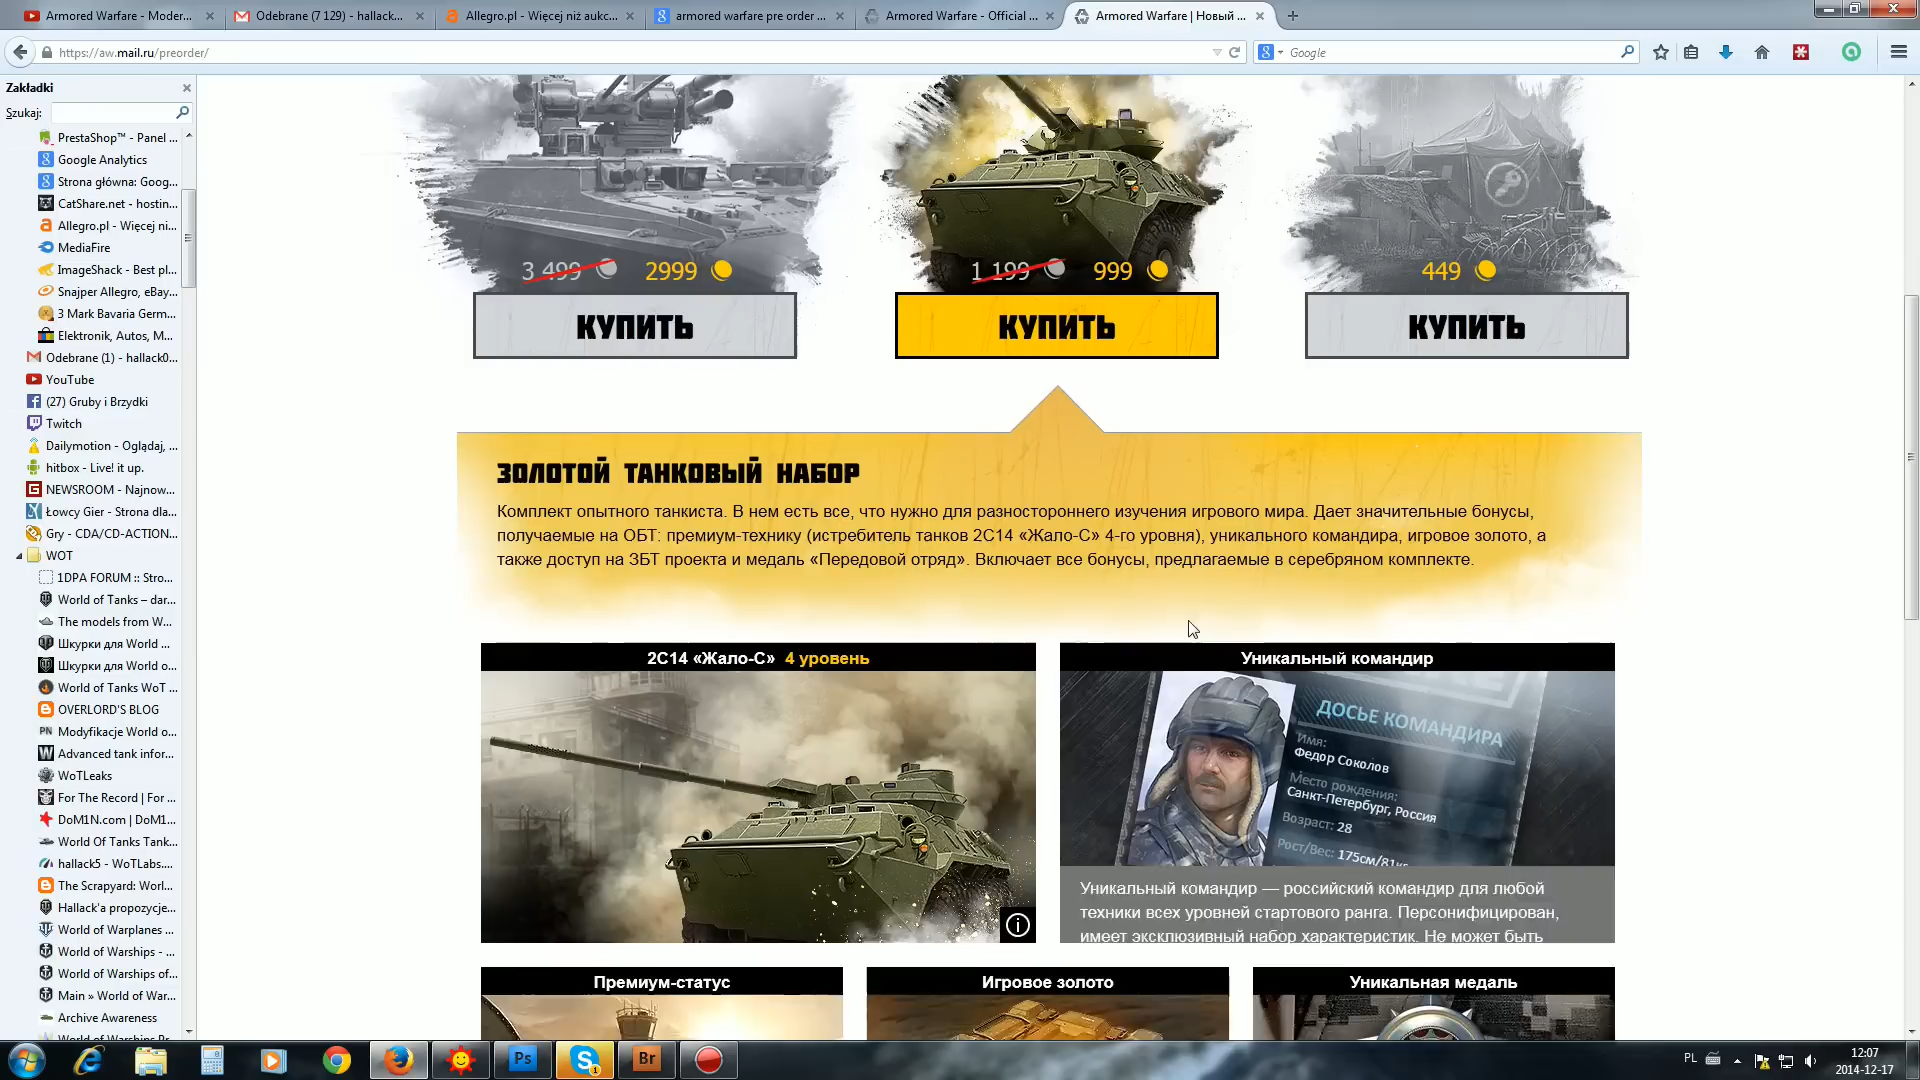 Armored Warfare - Moder...
Odebrane (7 129) - hallack...
Allegro.pl - Więcej niż aukc...
armored warfare pre order ...
Armored Warfare - Official ...
Armored Warfare | Новый ...
https://aw.mail.ru/preorder/
Google
Zakładki
Szukaj:
PrestaShop™ - Panel ...
Google Analytics
Strona główna: Goog...
CatShare.net - hostin...
Allegro.pl - Więcej ni...
MediaFire
ImageShack - Best pl...
Snajper Allegro, eBay...
3 Mark Bavaria Germ...
Elektronik, Autos, M...
Odebrane (1) - hallack0...
YouTube
(27) Gruby i Brzydki
Twitch
Dailymotion - Oglądaj, ...
hitbox - Live! it up.
NEWSROOM - Najnow...
Łowcy Gier - Strona dla...
Gry - CDA/CD-ACTION...
WOT
1DPA FORUM :: Stro...
World of Tanks – dar...
The models from W...
Шкурки для World ...
Шкурки для World o...
World of Tanks WoT ...
OVERLORD'S BLOG
Modyfikacje World o...
Advanced tank infor...
WoTLeaks
For The Record | For ...
DoM1N.com | DoM1...
World Of Tanks Tank...
hallack5 - WoTLabs....
The Scrapyard: Worl...
Hallack'a propozycje...
World of Warplanes ...
World of Warships - ...
World of Warships of...
Main » World of War...
Archive Awareness
3 499 2999
1 199 999
449
КУПИТЬ
КУПИТЬ
КУПИТЬ
ЗОЛОТОЙ ТАНКОВЫЙ НАБОР
Комплект опытного танкиста. В нем есть все, что нужно для разностороннего изучения игрового мира. Дает значительные бонусы,
получаемые на ОБТ: премиум-технику (истребитель танков 2С14 «Жало-С» 4-го уровня), уникального командира, игровое золото, а
также доступ на ЗБТ проекта и медаль «Передовой отряд». Включает все бонусы, предлагаемые в серебряном комплекте.
2С14 «Жало-С» 4 уровень
Уникальный командир
ДОСЬЕ КОМАНДИРА
Имя:
Федор Соколов
Место рождения:
Санкт-Петербург, Россия
Возраст: 28
Рост/Вес: 175см/81кг
Уникальный командир — российский командир для любой
техники всех уровней стартового ранга. Персонифицирован,
имеет эксклюзивный набор характеристик. Не может быть
Премиум-статус
Игровое золото
Уникальная медаль
Ps
Br
PL
12:07
2014-12-17